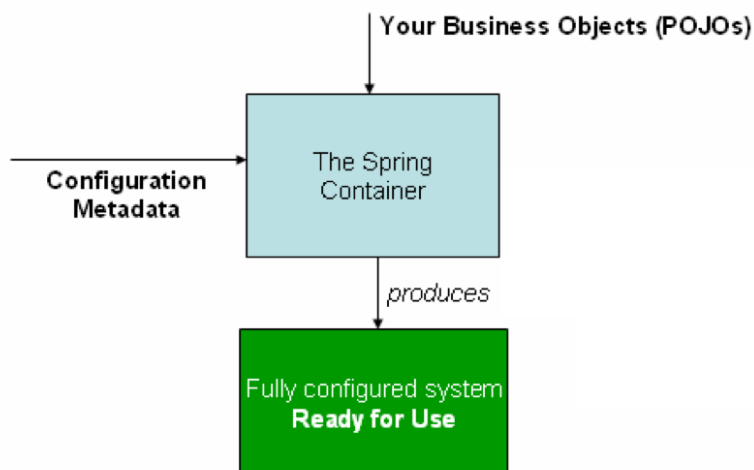 Your Business Objects (POJOs)
The Spring
Container
Configuration
Metadata
produces
Fully configured system
Ready for Use